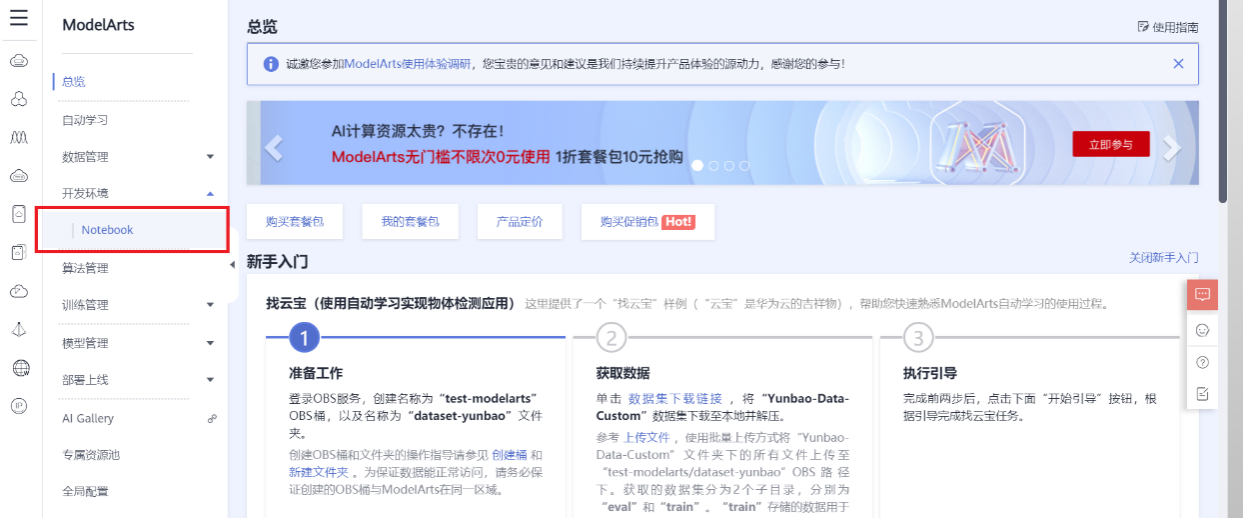 ModelArts
总览
自动学习
数据管理
开发环境
Notebook
算法管理
训练管理
模型管理
部署上线
AI Gallery
专属资源池
全局配置
总览
使用指南
诚邀您参加ModelArts使用体验调研，您宝贵的意见和建议是我们持续提升产品体验的源动力，感谢您的参与！
AI计算资源太贵？不存在！
ModelArts无门槛不限次0元使用 1折套餐包10元抢购
立即参与
购买套餐包
我的套餐包
产品定价
购买促销包 Hot!
新手入门
关闭新手入门
找云宝（使用自动学习实现物体检测应用） 这里提供了一个“找云宝”样例（“云宝”是华为云的吉祥物），帮助您快速熟悉ModelArts自动学习的使用过程。
1
准备工作
登录OBS服务，创建名称为“test-modelarts”
OBS桶，以及名称为“dataset-yunbao”文件
夹。
创建OBS桶和文件夹的操作指导请参见 创建桶 和
新建文件夹 。为保证数据能正常访问，请务必保
证创建的OBS桶与ModelArts在同一区域。
2
获取数据
单击 数据集下载链接 ，将“Yunbao-Data-
Custom”数据集下载至本地并解压。
参考 上传文件 ，使用批量上传方式将“Yunbao-
Data-Custom”文件夹下的所有文件上传至
“test-modelarts/dataset-yunbao”OBS路径
下。获取的数据集分为2个子目录，分别为
“eval”和“train”。“train”存储的数据用于
3
执行引导
完成前两步后，点击下面“开始引导”按钮，根
据引导完成找云宝任务。